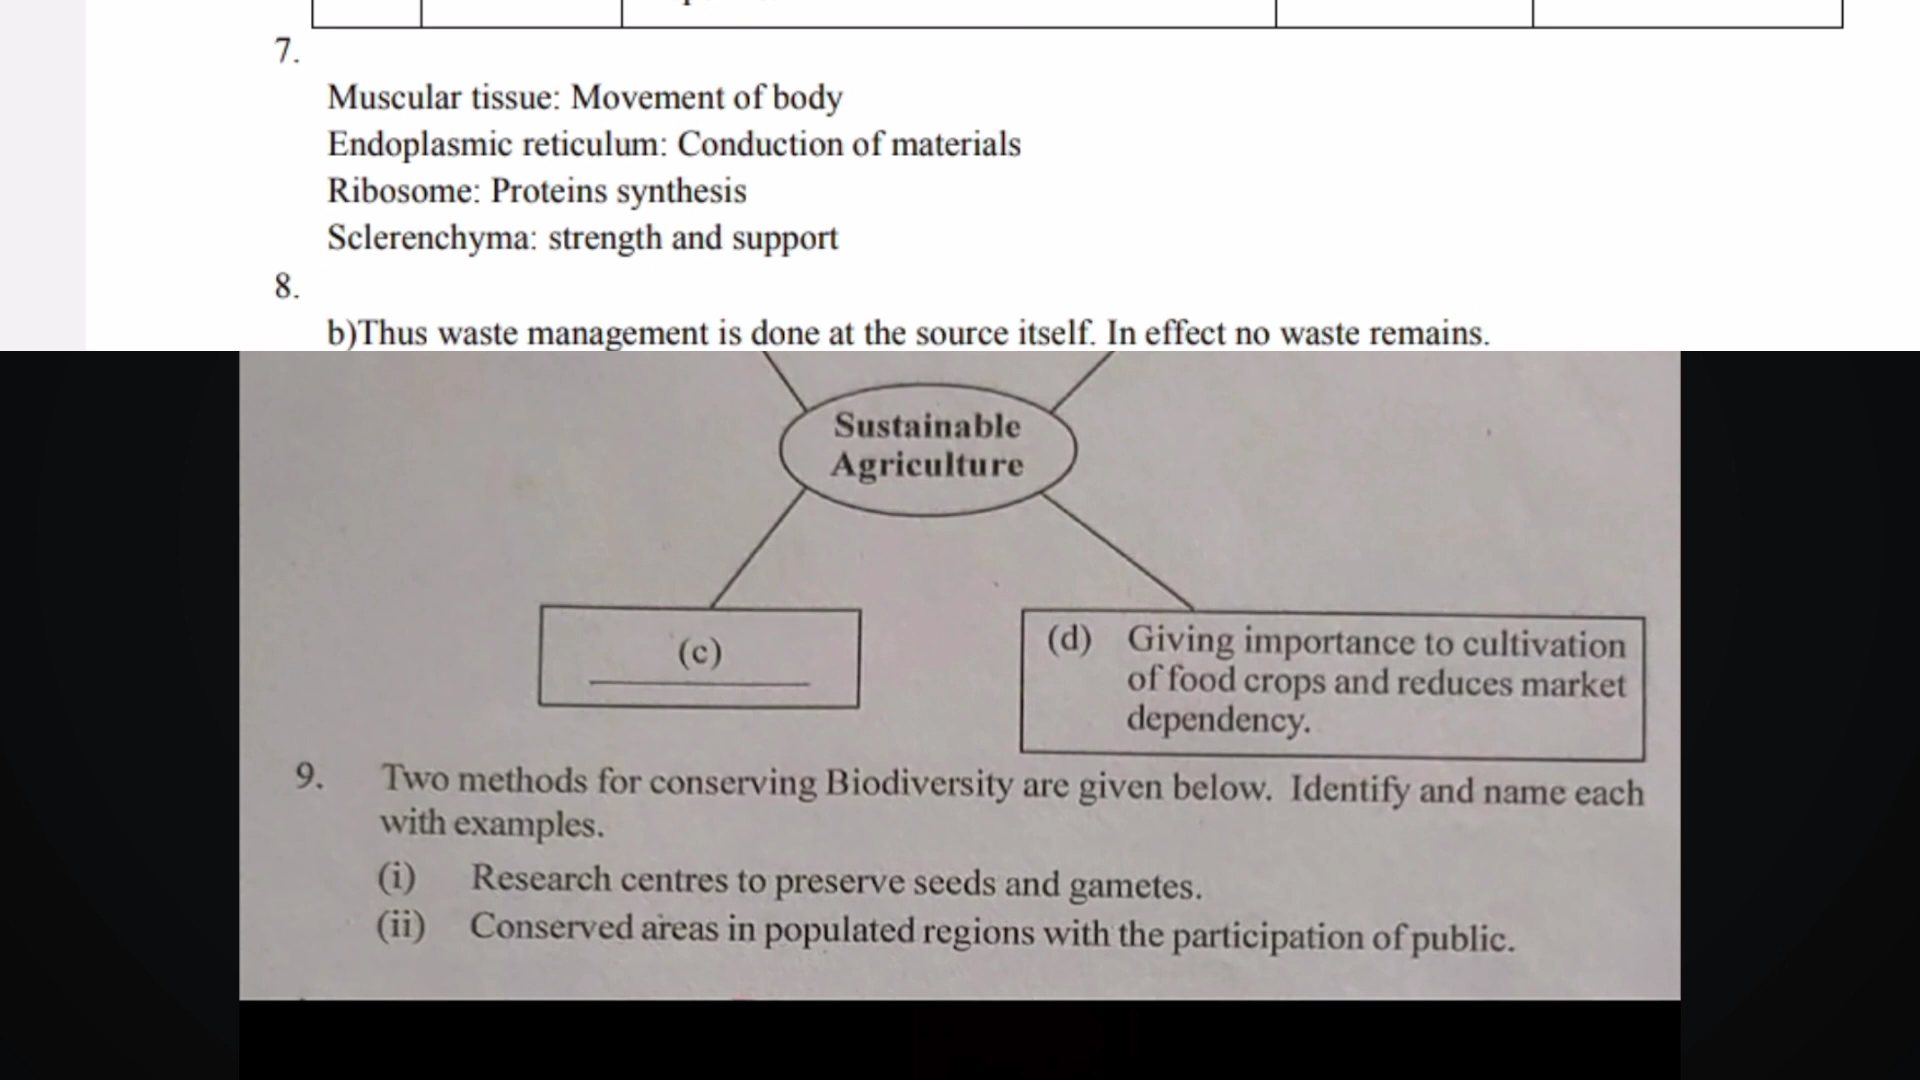 7.
Muscular tissue: Movement of body
Endoplasmic reticulum: Conduction of materials
Ribosome: Proteins synthesis
Sclerenchyma: strength and support
8.
b)Thus waste management is done at the source itself. In effect no waste remains.
Sustainable
Agriculture
(c)
(d) Giving importance to cultivation
of food crops and reduces market
dependency.
9. Two methods for conserving Biodiversity are given below. Identify and name each
with examples.
(i) Research centres to preserve seeds and gametes.
(ii) Conserved areas in populated regions with the participation of public.